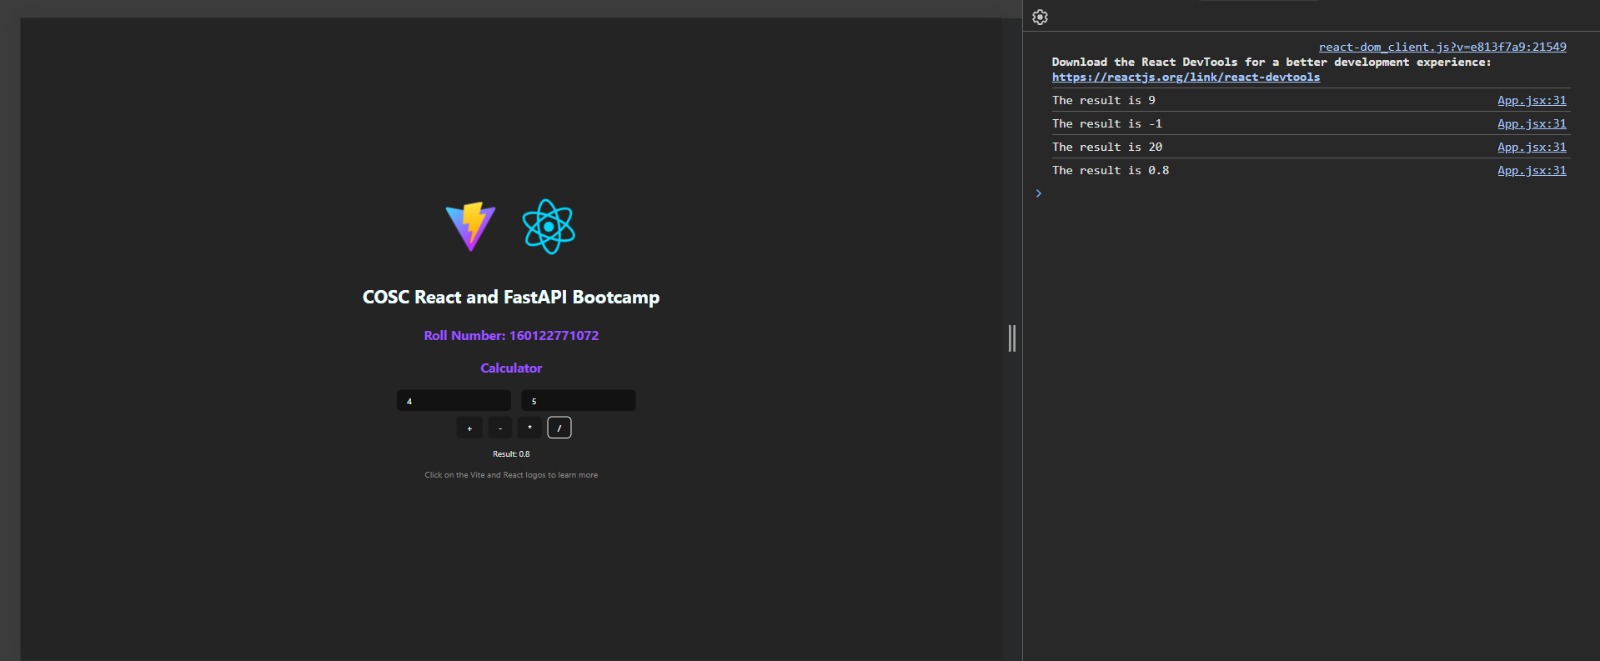 COSC React and FastAPI Bootcamp
Roll Number: 160122771072
Calculator
4 5
+ - * /
Result: 0.8
Click on the Vite and React logos to learn more
react-dom_client.js?v=e813f7a9:21549
Download the React DevTools for a better development experience:
https://reactjs.org/link/react-devtools
The result is 9 App.jsx:31
The result is -1 App.jsx:31
The result is 20 App.jsx:31
The result is 0.8 App.jsx:31